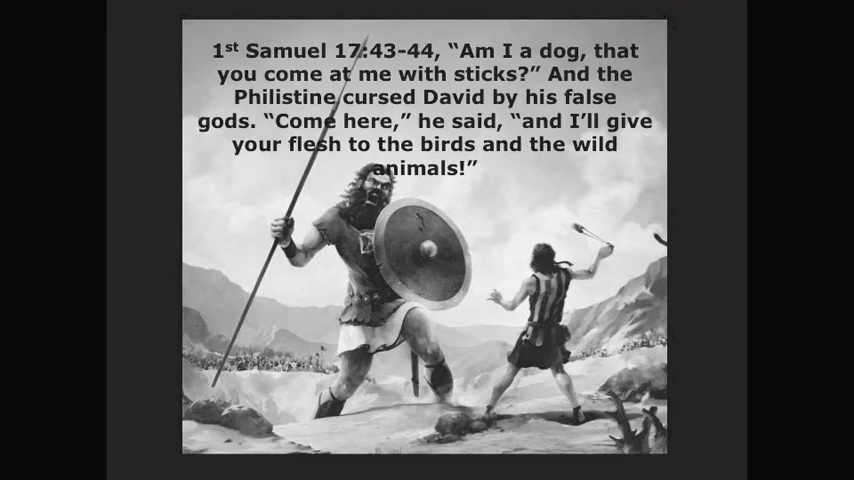 1st Samuel 17:43-44, “Am I a dog, that
you come at me with sticks?” And the
Philistine cursed David by his false
gods. “Come here,” he said, “and I’ll give
your flesh to the birds and the wild
animals!”